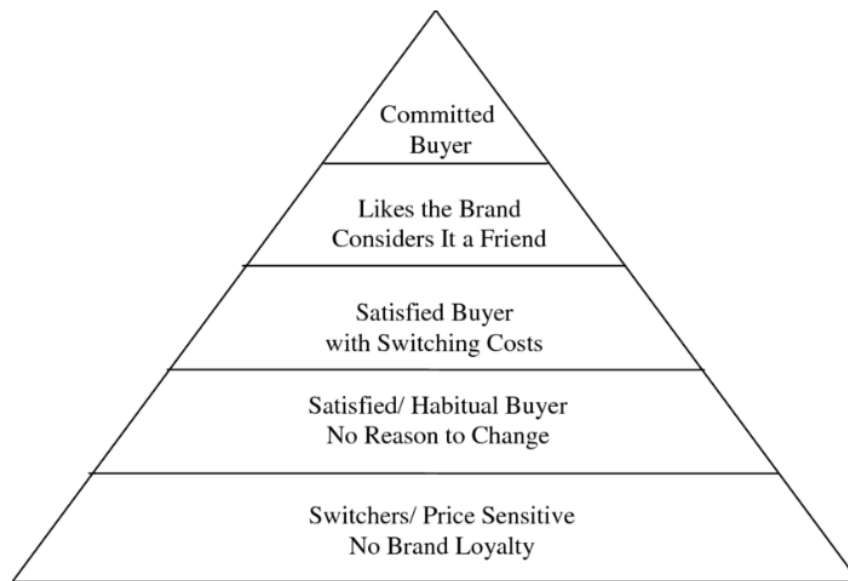 Committed
Buyer
Likes the Brand
Considers It a Friend
Satisfied Buyer
with Switching Costs
Satisfied/ Habitual Buyer
No Reason to Change
Switchers/ Price Sensitive
No Brand Loyalty